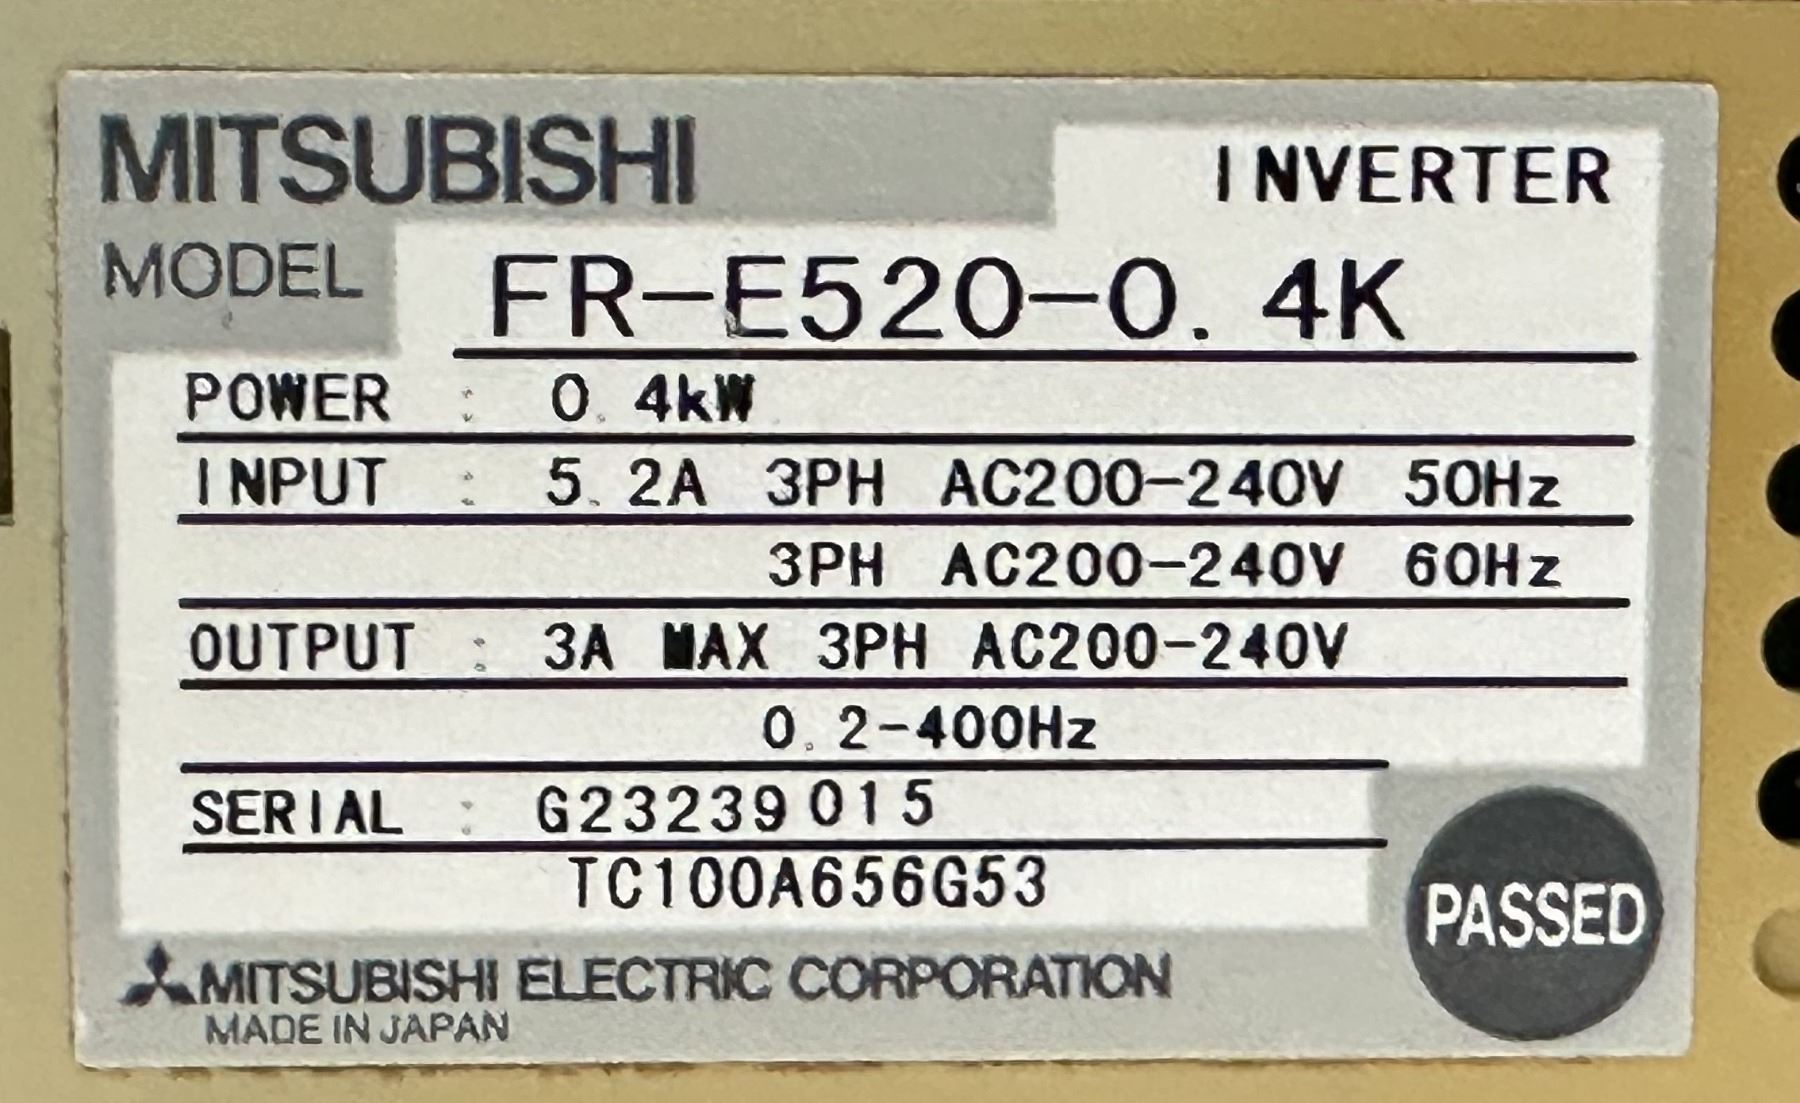 MITSUBISHI
INVERTER
MODEL FR-E520-0.4K
POWER : 0.4kW
INPUT : 5.2A 3PH AC200-240V 50Hz
3PH AC200-240V 60Hz
OUTPUT : 3A MAX 3PH AC200-240V
0.2-400Hz
SERIAL : G23239015
TC100A656G53
PASSED
MITSUBISHI ELECTRIC CORPORATION
MADE IN JAPAN